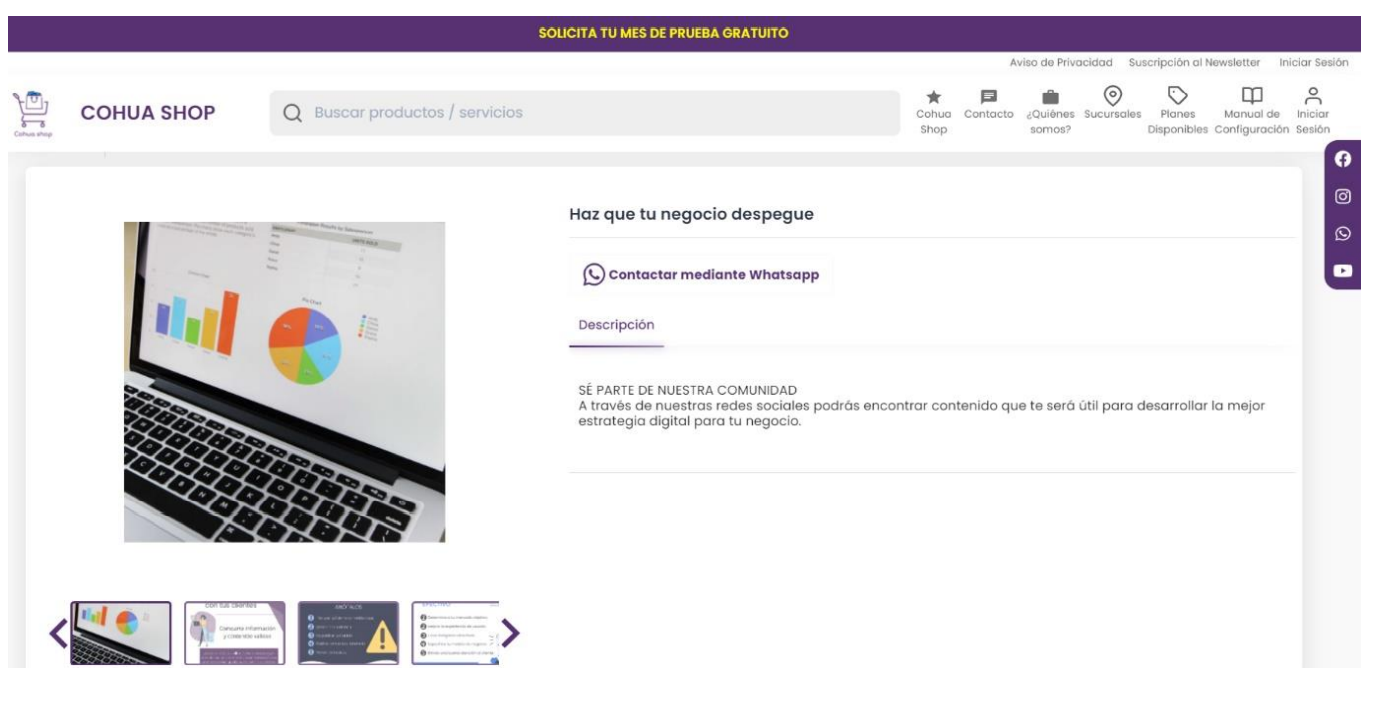 SOLICITA TU MES DE PRUEBA GRATUITO
Aviso de Privacidad Suscripción al Newsletter Iniciar Sesión
Cohua shop
COHUA SHOP
Buscar productos / servicios
Cohua Shop
Contacto
¿Quiénes somos?
Sucursales
Planes Disponibles
Manual de Configuración
Iniciar Sesión
Haz que tu negocio despegue
Contactar mediante Whatsapp
Descripción
SÉ PARTE DE NUESTRA COMUNIDAD
A través de nuestras redes sociales podrás encontrar contenido que te será útil para desarrollar la mejor
estrategia digital para tu negocio.
con tus clientes
Comparte información
y contenido valioso